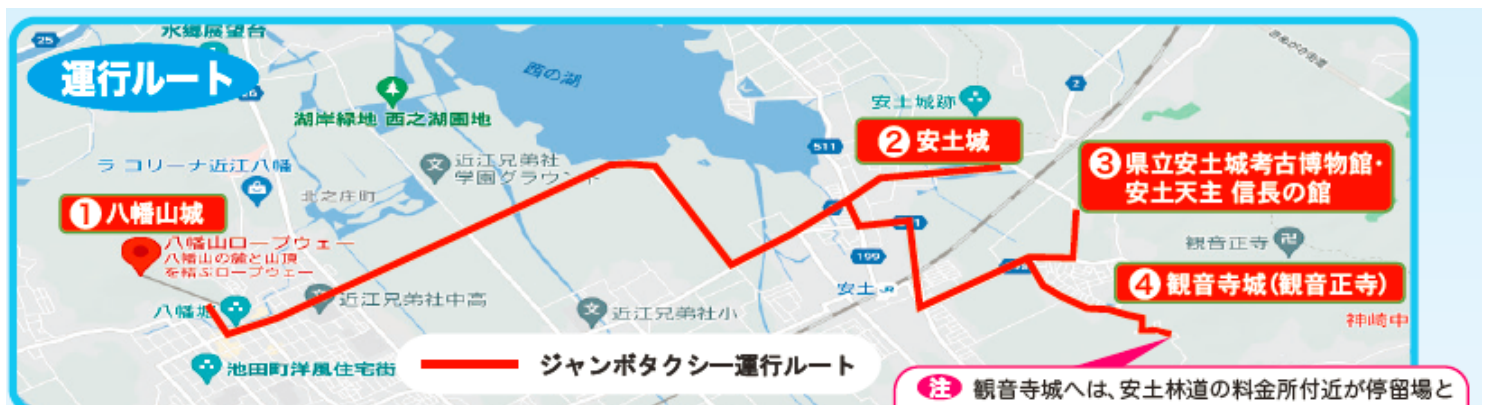 水郷展望台
25
運行ルート
26
湖岸緑地 西之湖園地
西の湖
ラ コリーナ近江八幡
近江兄弟社
学園グラウンド
北之庄町
① 八幡山城
八幡山ロープウェー
八幡山の麓と山頂
を結ぶロープウェー
八幡堀
近江兄弟社中高
近江兄弟社小
池田町洋風住宅街
ジャンボタクシー運行ルート
2
安土城跡
511
② 安土城
③ 県立安土城考古博物館・
安土天主 信長の館
199
安土
観音正寺
④ 観音寺城(観音正寺)
神崎中
注 観音寺城へは、安土林道の料金所付近が停留場と